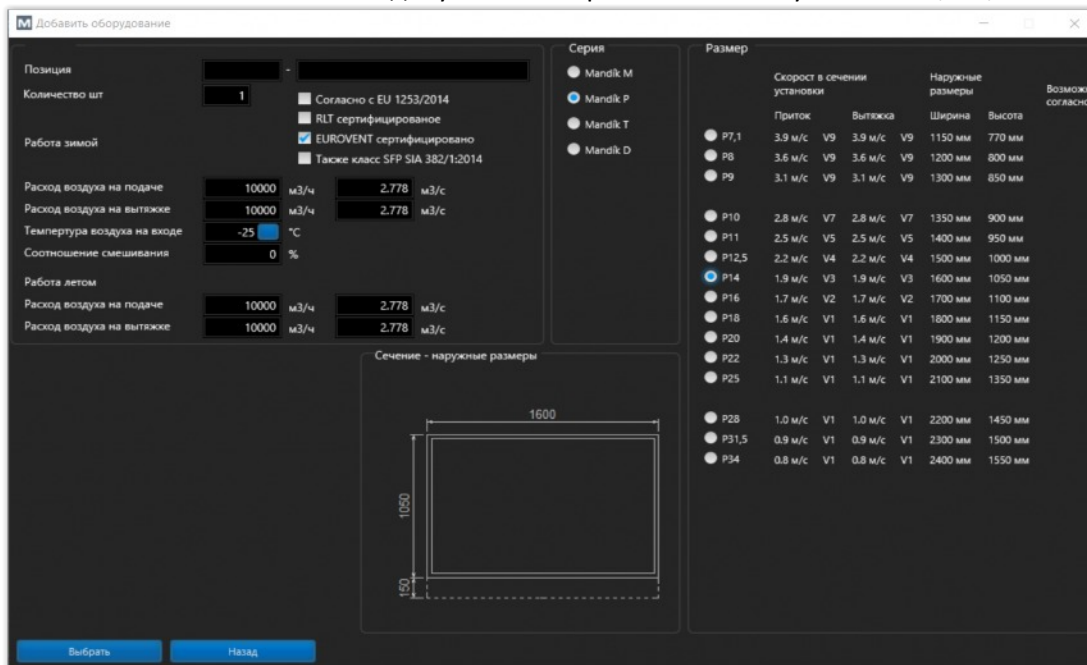 M Добавить оборудование
Позиция -
Количество шт 1
Согласно с EU 1253/2014
RLT сертифицированое
Работа зимой
EUROVENT сертифицировано
Также класс SFP SIA 382/1:2014
Расход воздуха на подаче 10000 м3/ч 2.778 м3/с
Расход воздуха на вытяжке 10000 м3/ч 2.778 м3/с
Темпертура воздуха на входе -25 °C
Соотношение смешивания 0 %
Работа летом
Расход воздуха на подаче 10000 м3/ч 2.778 м3/с
Расход воздуха на вытяжке 10000 м3/ч 2.778 м3/с
Серия
Mandík M
Mandík P
Mandík T
Mandík D
Размер
Скорост в сечении установки
Наружные размеры
Приток Вытяжка Ширина Высота
P7,1 3.9 м/с V9 3.9 м/с V9 1150 мм 770 мм
P8 3.6 м/с V9 3.6 м/с V9 1200 мм 800 мм
P9 3.1 м/с V9 3.1 м/с V9 1300 мм 850 мм
P10 2.8 м/с V7 2.8 м/с V7 1350 мм 900 мм
P11 2.5 м/с V5 2.5 м/с V5 1400 мм 950 мм
P12,5 2.2 м/с V4 2.2 м/с V4 1500 мм 1000 мм
P14 1.9 м/с V3 1.9 м/с V3 1600 мм 1050 мм
P16 1.7 м/с V2 1.7 м/с V2 1700 мм 1100 мм
P18 1.6 м/с V1 1.6 м/с V1 1800 мм 1150 мм
P20 1.4 м/с V1 1.4 м/с V1 1900 мм 1200 мм
P22 1.3 м/с V1 1.3 м/с V1 2000 мм 1250 мм
P25 1.1 м/с V1 1.1 м/с V1 2100 мм 1350 мм
P28 1.0 м/с V1 1.0 м/с V1 2200 мм 1450 мм
P31,5 0.9 м/с V1 0.9 м/с V1 2300 мм 1500 мм
P34 0.8 м/с V1 0.8 м/с V1 2400 мм 1550 мм
Сечение - наружные размеры
1600
1050
150
Выбрать Назад